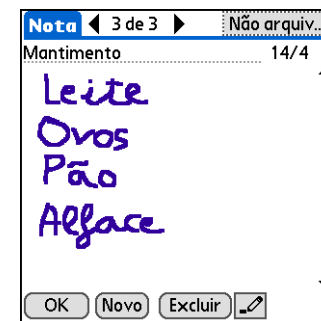 Nota 3 de 3 Não arquiv..
Mantimento 14/4
Leite
Ovos
Pão
Alface
OK Novo Excluir